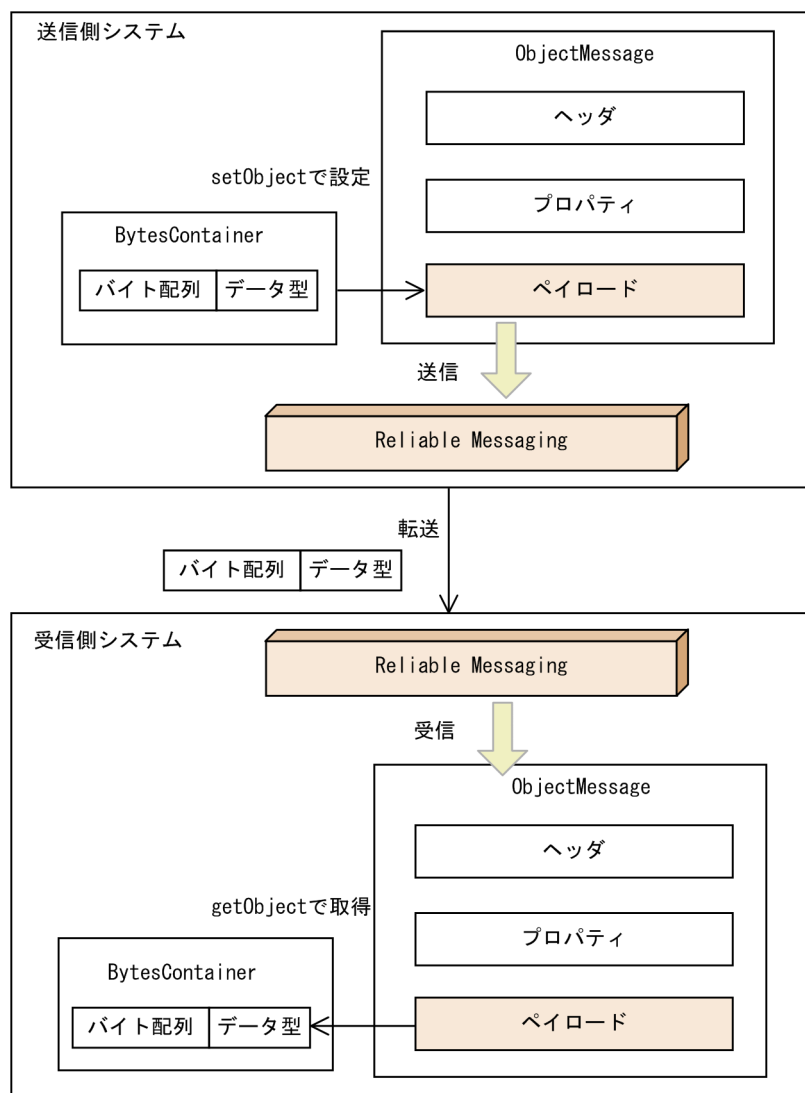 送信側システム
ObjectMessage
ヘッダ
setObjectで設定
プロパティ
BytesContainer
バイト配列 データ型
ペイロード
送信
Reliable Messaging
転送
バイト配列 データ型
受信側システム
Reliable Messaging
受信
ObjectMessage
ヘッダ
getObjectで取得
プロパティ
BytesContainer
バイト配列 データ型
ペイロード